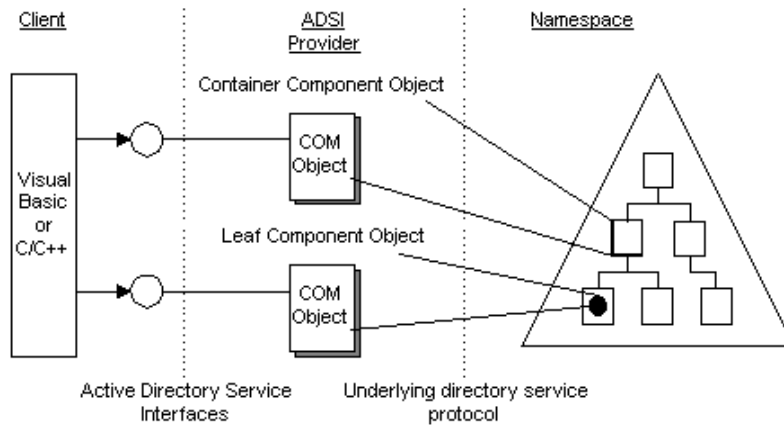 Client
ADSI
Provider
Namespace
Container Component Object
COM
Object
Visual
Basic
or
C/C++
Leaf Component Object
COM
Object
Active Directory Service
Interfaces
Underlying directory service
protocol